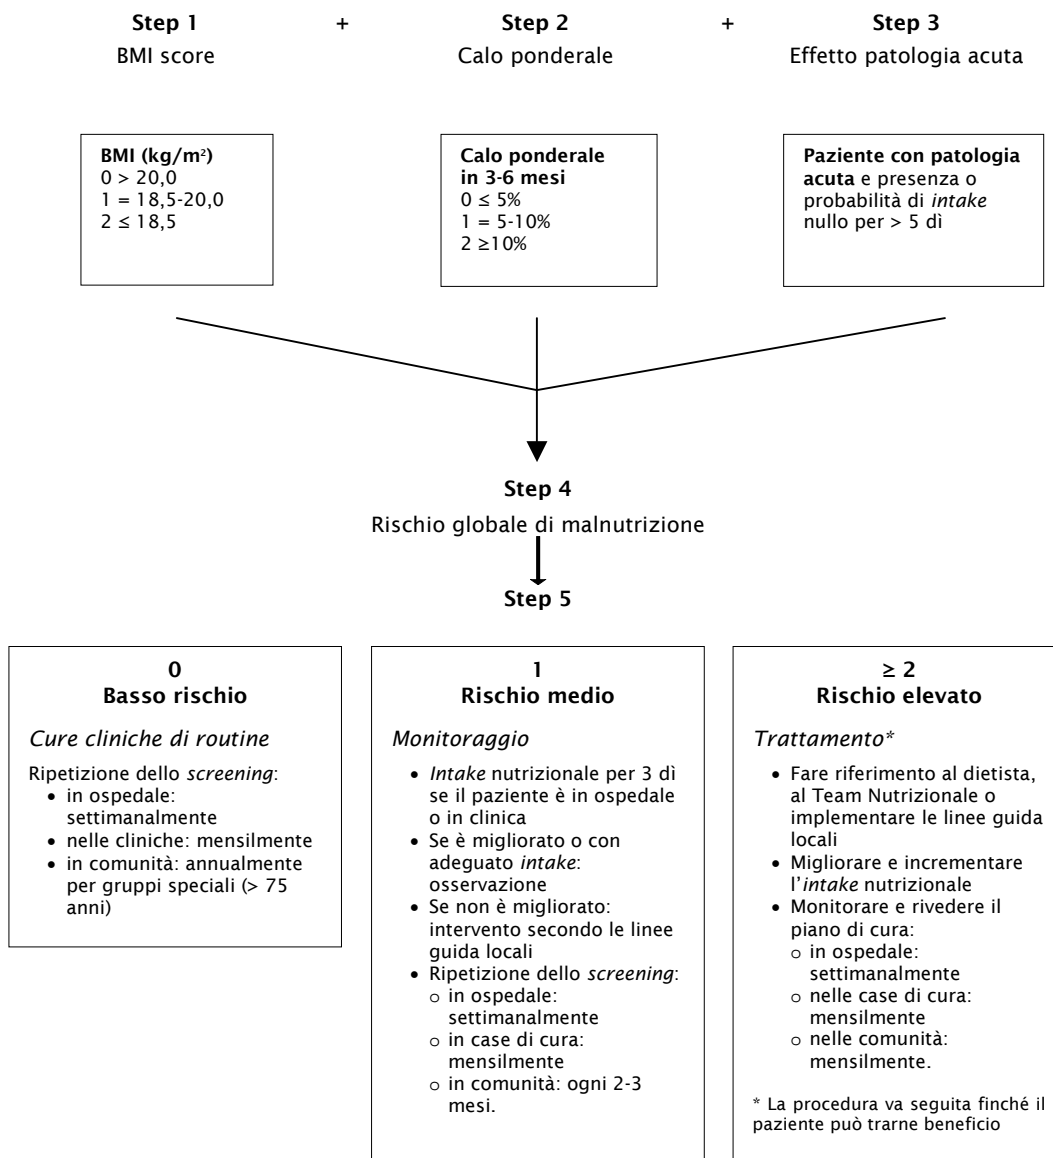 Step 1 + Step 2 + Step 3
BMI score Calo ponderale Effetto patologia acuta
BMI (kg/m²)
0 > 20,0
1 = 18,5-20,0
2 ≤ 18,5
Calo ponderale
in 3-6 mesi
0 ≤ 5%
1 = 5-10%
2 ≥10%
Paziente con patologia
acuta e presenza o
probabilità di intake
nullo per > 5 dì
Step 4
Rischio globale di malnutrizione
Step 5
0
Basso rischio
Cure cliniche di routine
Ripetizione dello screening:
• in ospedale:
settimanalmente
• nelle cliniche: mensilmente
• in comunità: annualmente
per gruppi speciali (> 75
anni)
1
Rischio medio
Monitoraggio
• Intake nutrizionale per 3 dì
se il paziente è in ospedale
o in clinica
• Se è migliorato o con
adeguato intake:
osservazione
• Se non è migliorato:
intervento secondo le linee
guida locali
• Ripetizione dello screening:
o in ospedale:
settimanalmente
o in case di cura:
mensilmente
o in comunità: ogni 2-3
mesi.
≥ 2
Rischio elevato
Trattamento*
• Fare riferimento al dietista,
al Team Nutrizionale o
implementare le linee guida
locali
• Migliorare e incrementare
l'intake nutrizionale
• Monitorare e rivedere il
piano di cura:
o in ospedale:
settimanalmente
o nelle case di cura:
mensilmente
o nelle comunità:
mensilmente.
* La procedura va seguita finché il
paziente può trarne beneficio